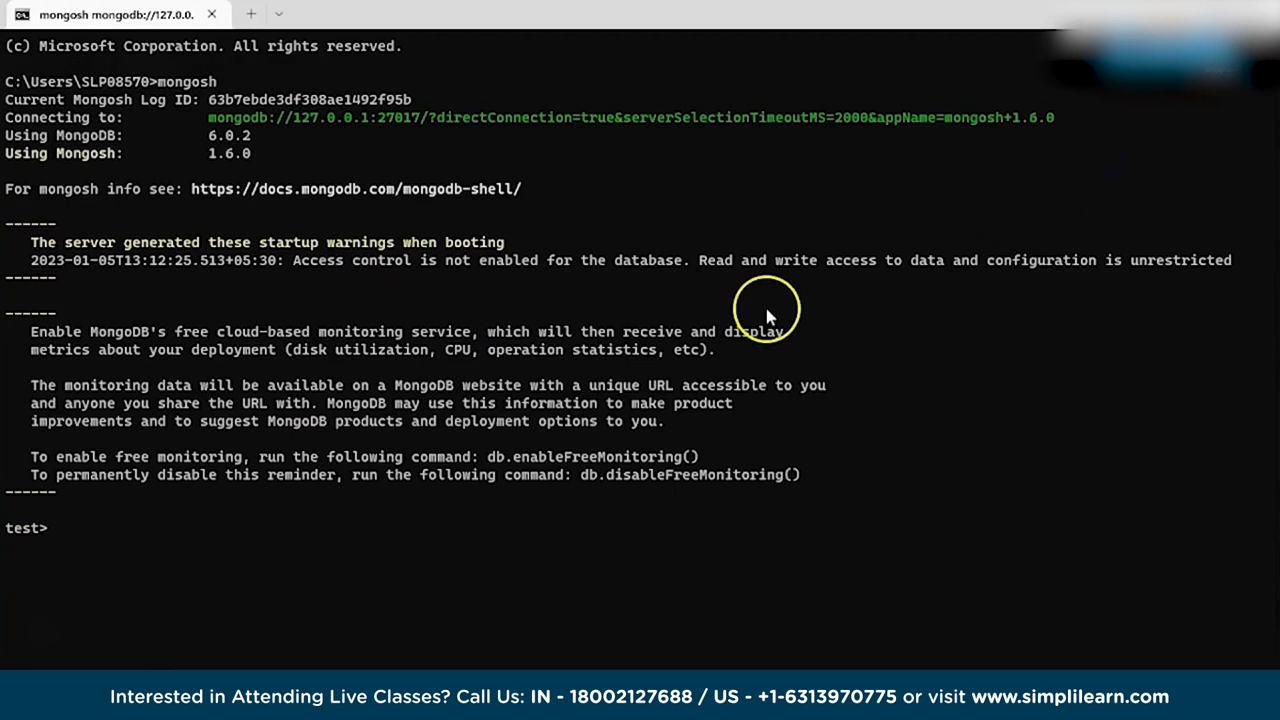 mongosh mongodb://127.0.0.
(c) Microsoft Corporation. All rights reserved.
C:\Users\SLP08570>mongosh
Current Mongosh Log ID: 63b7ebde3df308ae1492f95b
Connecting to: mongodb://127.0.0.1:27017/?directConnection=true&serverSelectionTimeoutMS=2000&appName=mongosh+1.6.0
Using MongoDB: 6.0.2
Using Mongosh: 1.6.0
For mongosh info see: https://docs.mongodb.com/mongodb-shell/
------
The server generated these startup warnings when booting
2023-01-05T13:12:25.513+05:30: Access control is not enabled for the database. Read and write access to data and configuration is unrestricted
------
------
Enable MongoDB's free cloud-based monitoring service, which will then receive and display
metrics about your deployment (disk utilization, CPU, operation statistics, etc).
The monitoring data will be available on a MongoDB website with a unique URL accessible to you
and anyone you share the URL with. MongoDB may use this information to make product
improvements and to suggest MongoDB products and deployment options to you.
To enable free monitoring, run the following command: db.enableFreeMonitoring()
To permanently disable this reminder, run the following command: db.disableFreeMonitoring()
------
test>
Interested in Attending Live Classes? Call Us: IN - 18002127688 / US - +1-6313970775 or visit www.simplilearn.com